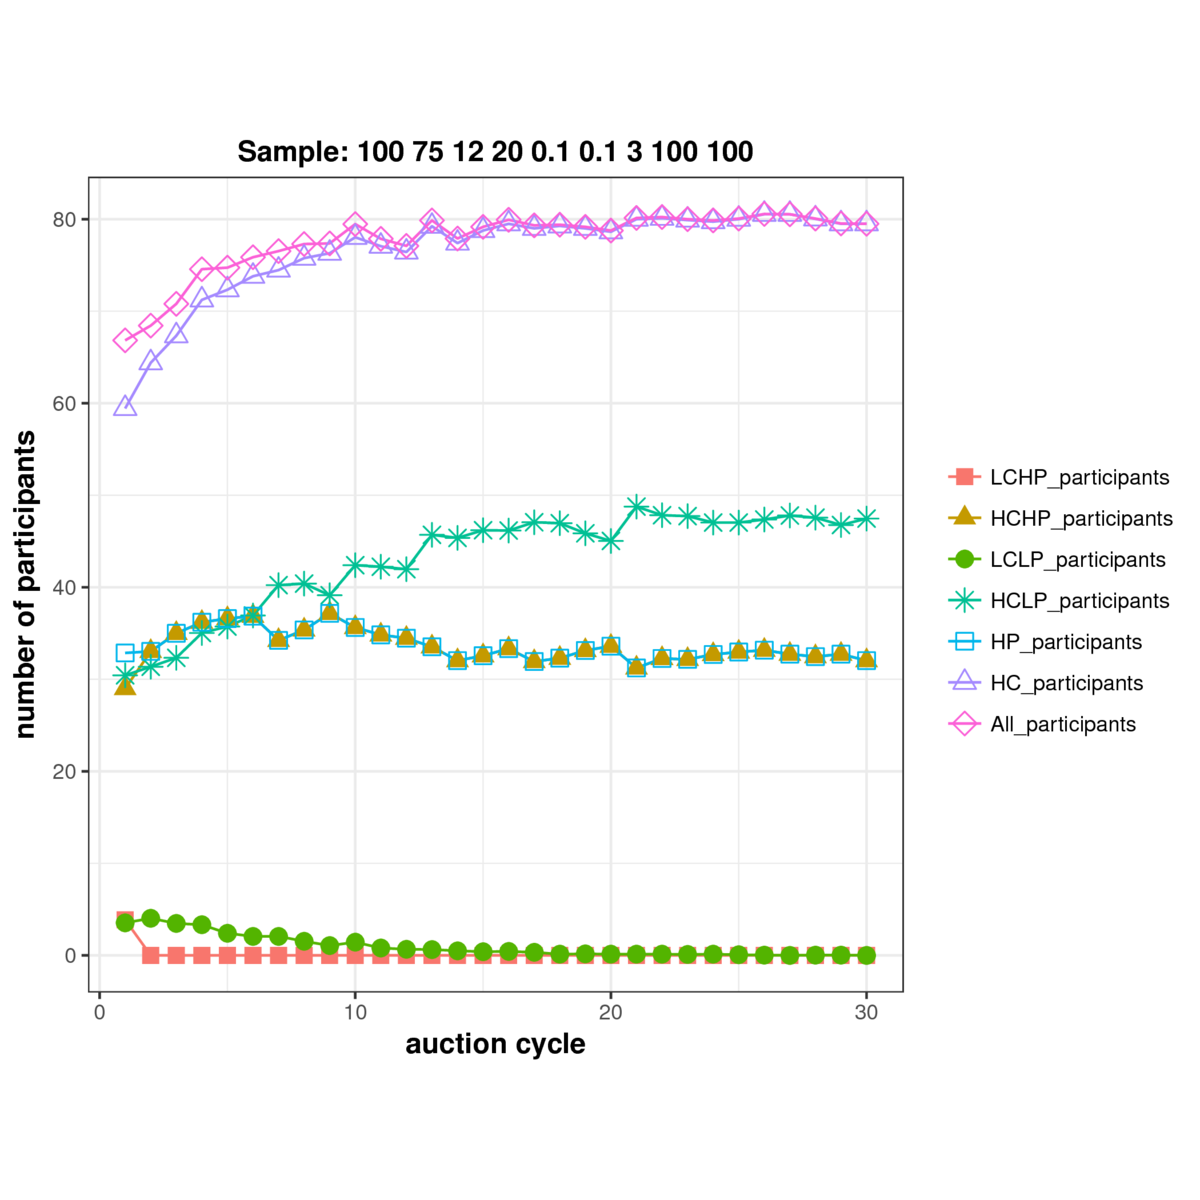 Sample: 100 75 12 20 0.1 0.1 3 100 100
number of participants
80
60
40
20
0
0 10 20 30
auction cycle
LCHP_participants
HCHP_participants
LCLP_participants
HCLP_participants
HP_participants
HC_participants
All_participants